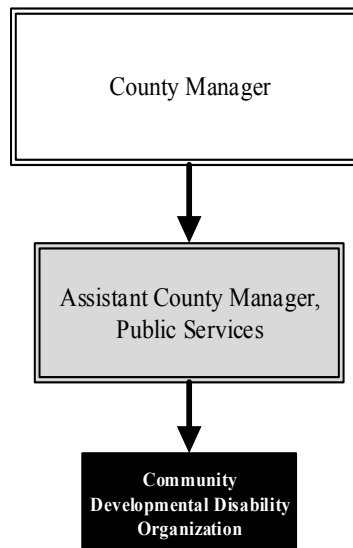 County Manager
Assistant County Manager,
Public Services
Community
Developmental Disability
Organization